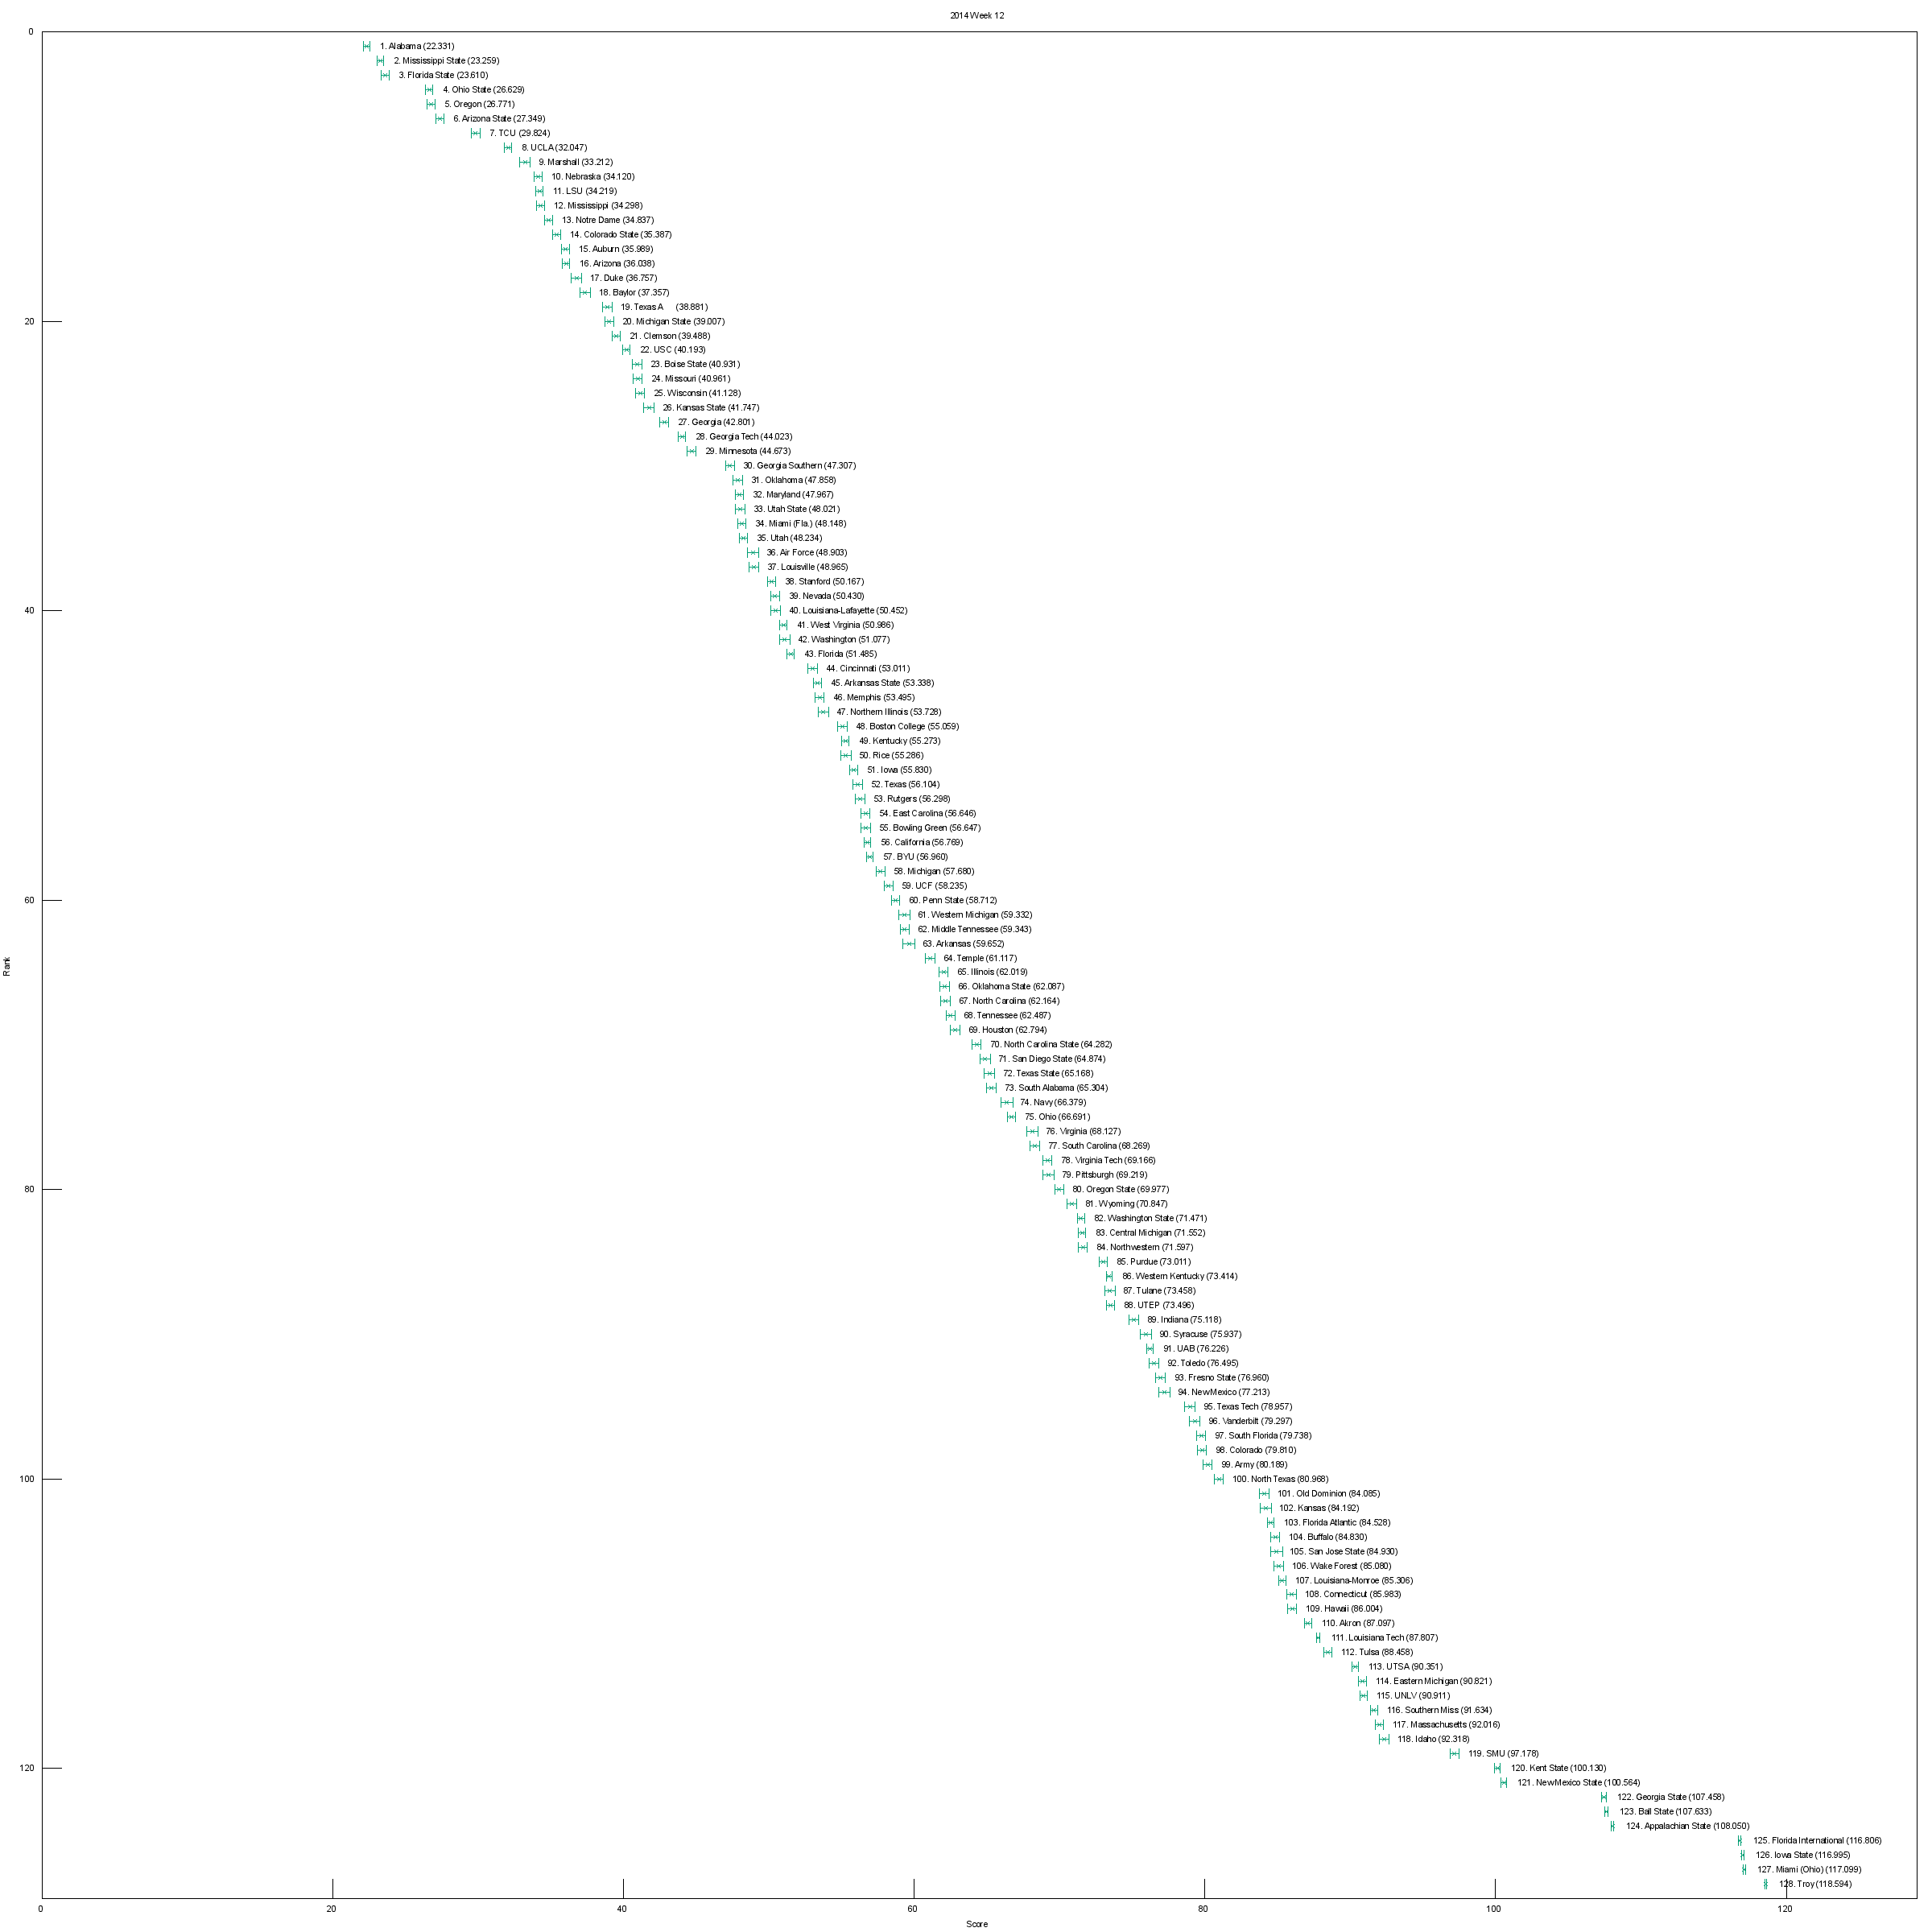 2014 Week 12
0
1. Alabama (22.331)
2. Mississippi State (23.259)
3. Florida State (23.610)
4. Ohio State (26.629)
5. Oregon (26.771)
6. Arizona State (27.349)
7. TCU (29.824)
8. UCLA (32.047)
9. Marshall (33.212)
10. Nebraska (34.120)
11. LSU (34.219)
12. Mississippi (34.298)
13. Notre Dame (34.837)
14. Colorado State (35.387)
15. Auburn (35.989)
16. Arizona (36.038)
17. Duke (36.757)
18. Baylor (37.357)
19. Texas A (38.881)
20
20. Michigan State (39.007)
21. Clemson (39.488)
22. USC (40.193)
23. Boise State (40.931)
24. Missouri (40.961)
25. Wisconsin (41.128)
26. Kansas State (41.747)
27. Georgia (42.801)
28. Georgia Tech (44.023)
29. Minnesota (44.673)
30. Georgia Southern (47.307)
31. Oklahoma (47.858)
32. Maryland (47.967)
33. Utah State (48.021)
34. Miami (Fla.) (48.148)
35. Utah (48.234)
36. Air Force (48.903)
37. Louisville (48.965)
38. Stanford (50.167)
39. Nevada (50.430)
40
40. Louisiana-Lafayette (50.452)
41. West Virginia (50.986)
42. Washington (51.077)
43. Florida (51.485)
44. Cincinnati (53.011)
45. Arkansas State (53.338)
46. Memphis (53.495)
47. Northern Illinois (53.728)
48. Boston College (55.059)
49. Kentucky (55.273)
50. Rice (55.286)
51. Iowa (55.830)
52. Texas (56.104)
53. Rutgers (56.298)
54. East Carolina (56.646)
55. Bowling Green (56.647)
56. California (56.769)
57. BYU (56.960)
58. Michigan (57.680)
59. UCF (58.235)
60
60. Penn State (58.712)
61. Western Michigan (59.332)
62. Middle Tennessee (59.343)
63. Arkansas (59.652)
64. Temple (61.117)
Rank
65. Illinois (62.019)
66. Oklahoma State (62.087)
67. North Carolina (62.164)
68. Tennessee (62.487)
69. Houston (62.794)
70. North Carolina State (64.282)
71. San Diego State (64.874)
72. Texas State (65.168)
73. South Alabama (65.304)
74. Navy (66.379)
75. Ohio (66.691)
76. Virginia (68.127)
77. South Carolina (68.269)
78. Virginia Tech (69.166)
79. Pittsburgh (69.219)
80
80. Oregon State (69.977)
81. Wyoming (70.847)
82. Washington State (71.471)
83. Central Michigan (71.552)
84. Northwestern (71.597)
85. Purdue (73.011)
86. Western Kentucky (73.414)
87. Tulane (73.458)
88. UTEP (73.496)
89. Indiana (75.118)
90. Syracuse (75.937)
91. UAB (76.226)
92. Toledo (76.495)
93. Fresno State (76.960)
94. New Mexico (77.213)
95. Texas Tech (78.957)
96. Vanderbilt (79.297)
97. South Florida (79.738)
98. Colorado (79.810)
99. Army (80.189)
100
100. North Texas (80.968)
101. Old Dominion (84.085)
102. Kansas (84.192)
103. Florida Atlantic (84.528)
104. Buffalo (84.830)
105. San Jose State (84.930)
106. Wake Forest (85.080)
107. Louisiana-Monroe (85.306)
108. Connecticut (85.983)
109. Hawaii (86.004)
110. Akron (87.097)
111. Louisiana Tech (87.807)
112. Tulsa (88.458)
113. UTSA (90.351)
114. Eastern Michigan (90.821)
115. UNLV (90.911)
116. Southern Miss (91.634)
117. Massachusetts (92.016)
118. Idaho (92.318)
119. SMU (97.178)
120
120. Kent State (100.130)
121. New Mexico State (100.564)
122. Georgia State (107.458)
123. Ball State (107.633)
124. Appalachian State (108.050)
125. Florida International (116.806)
126. Iowa State (116.995)
127. Miami (Ohio) (117.099)
128. Troy (118.594)
0 20 40 60 80 100 120
Score